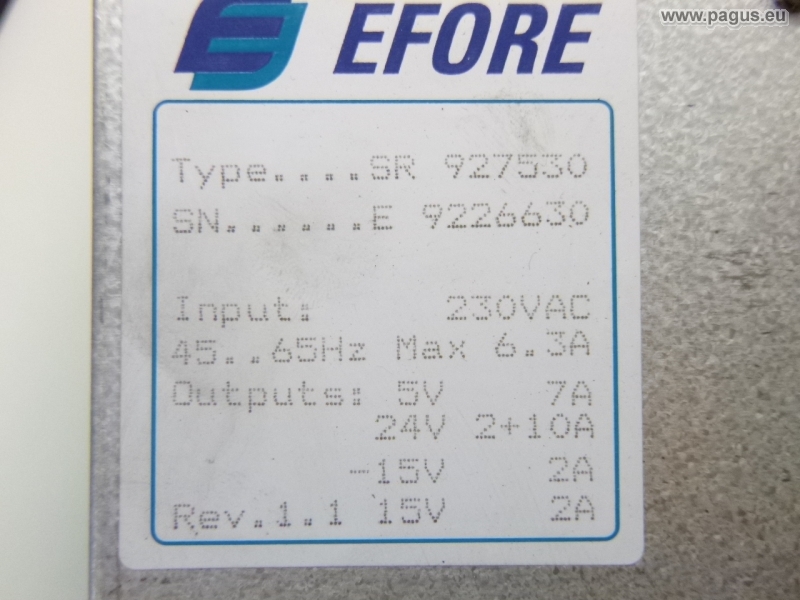 www.pagus.eu
EFORE
Type....SR 927530
SN......E 9226630
Input: 230VAC
45..65Hz Max 6.3A
Outputs: 5V 7A
24V 2+10A
-15V 2A
Rev.1.1 15V 2A